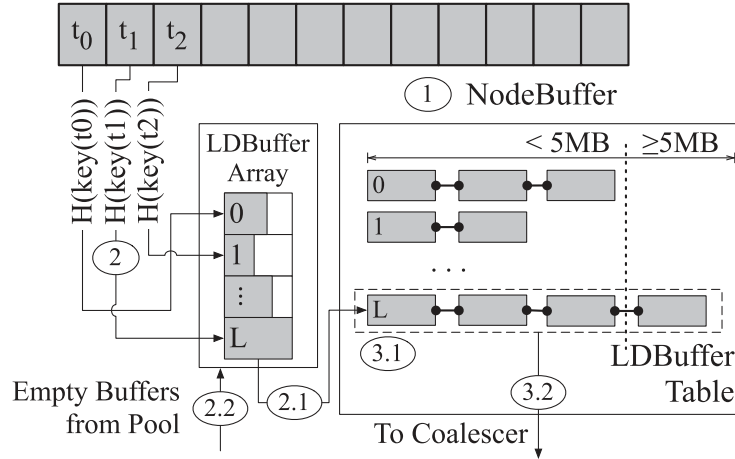 t0 t1 t2
1 NodeBuffer
H(key(t0))
H(key(t1))
H(key(t2))
2
LDBuffer
Array
0
1
⋮
L
< 5MB ≥5MB
0
1
. . .
L
3.1
LDBuffer
Table
3.2
Empty Buffers
from Pool
2.2
2.1
To Coalescer